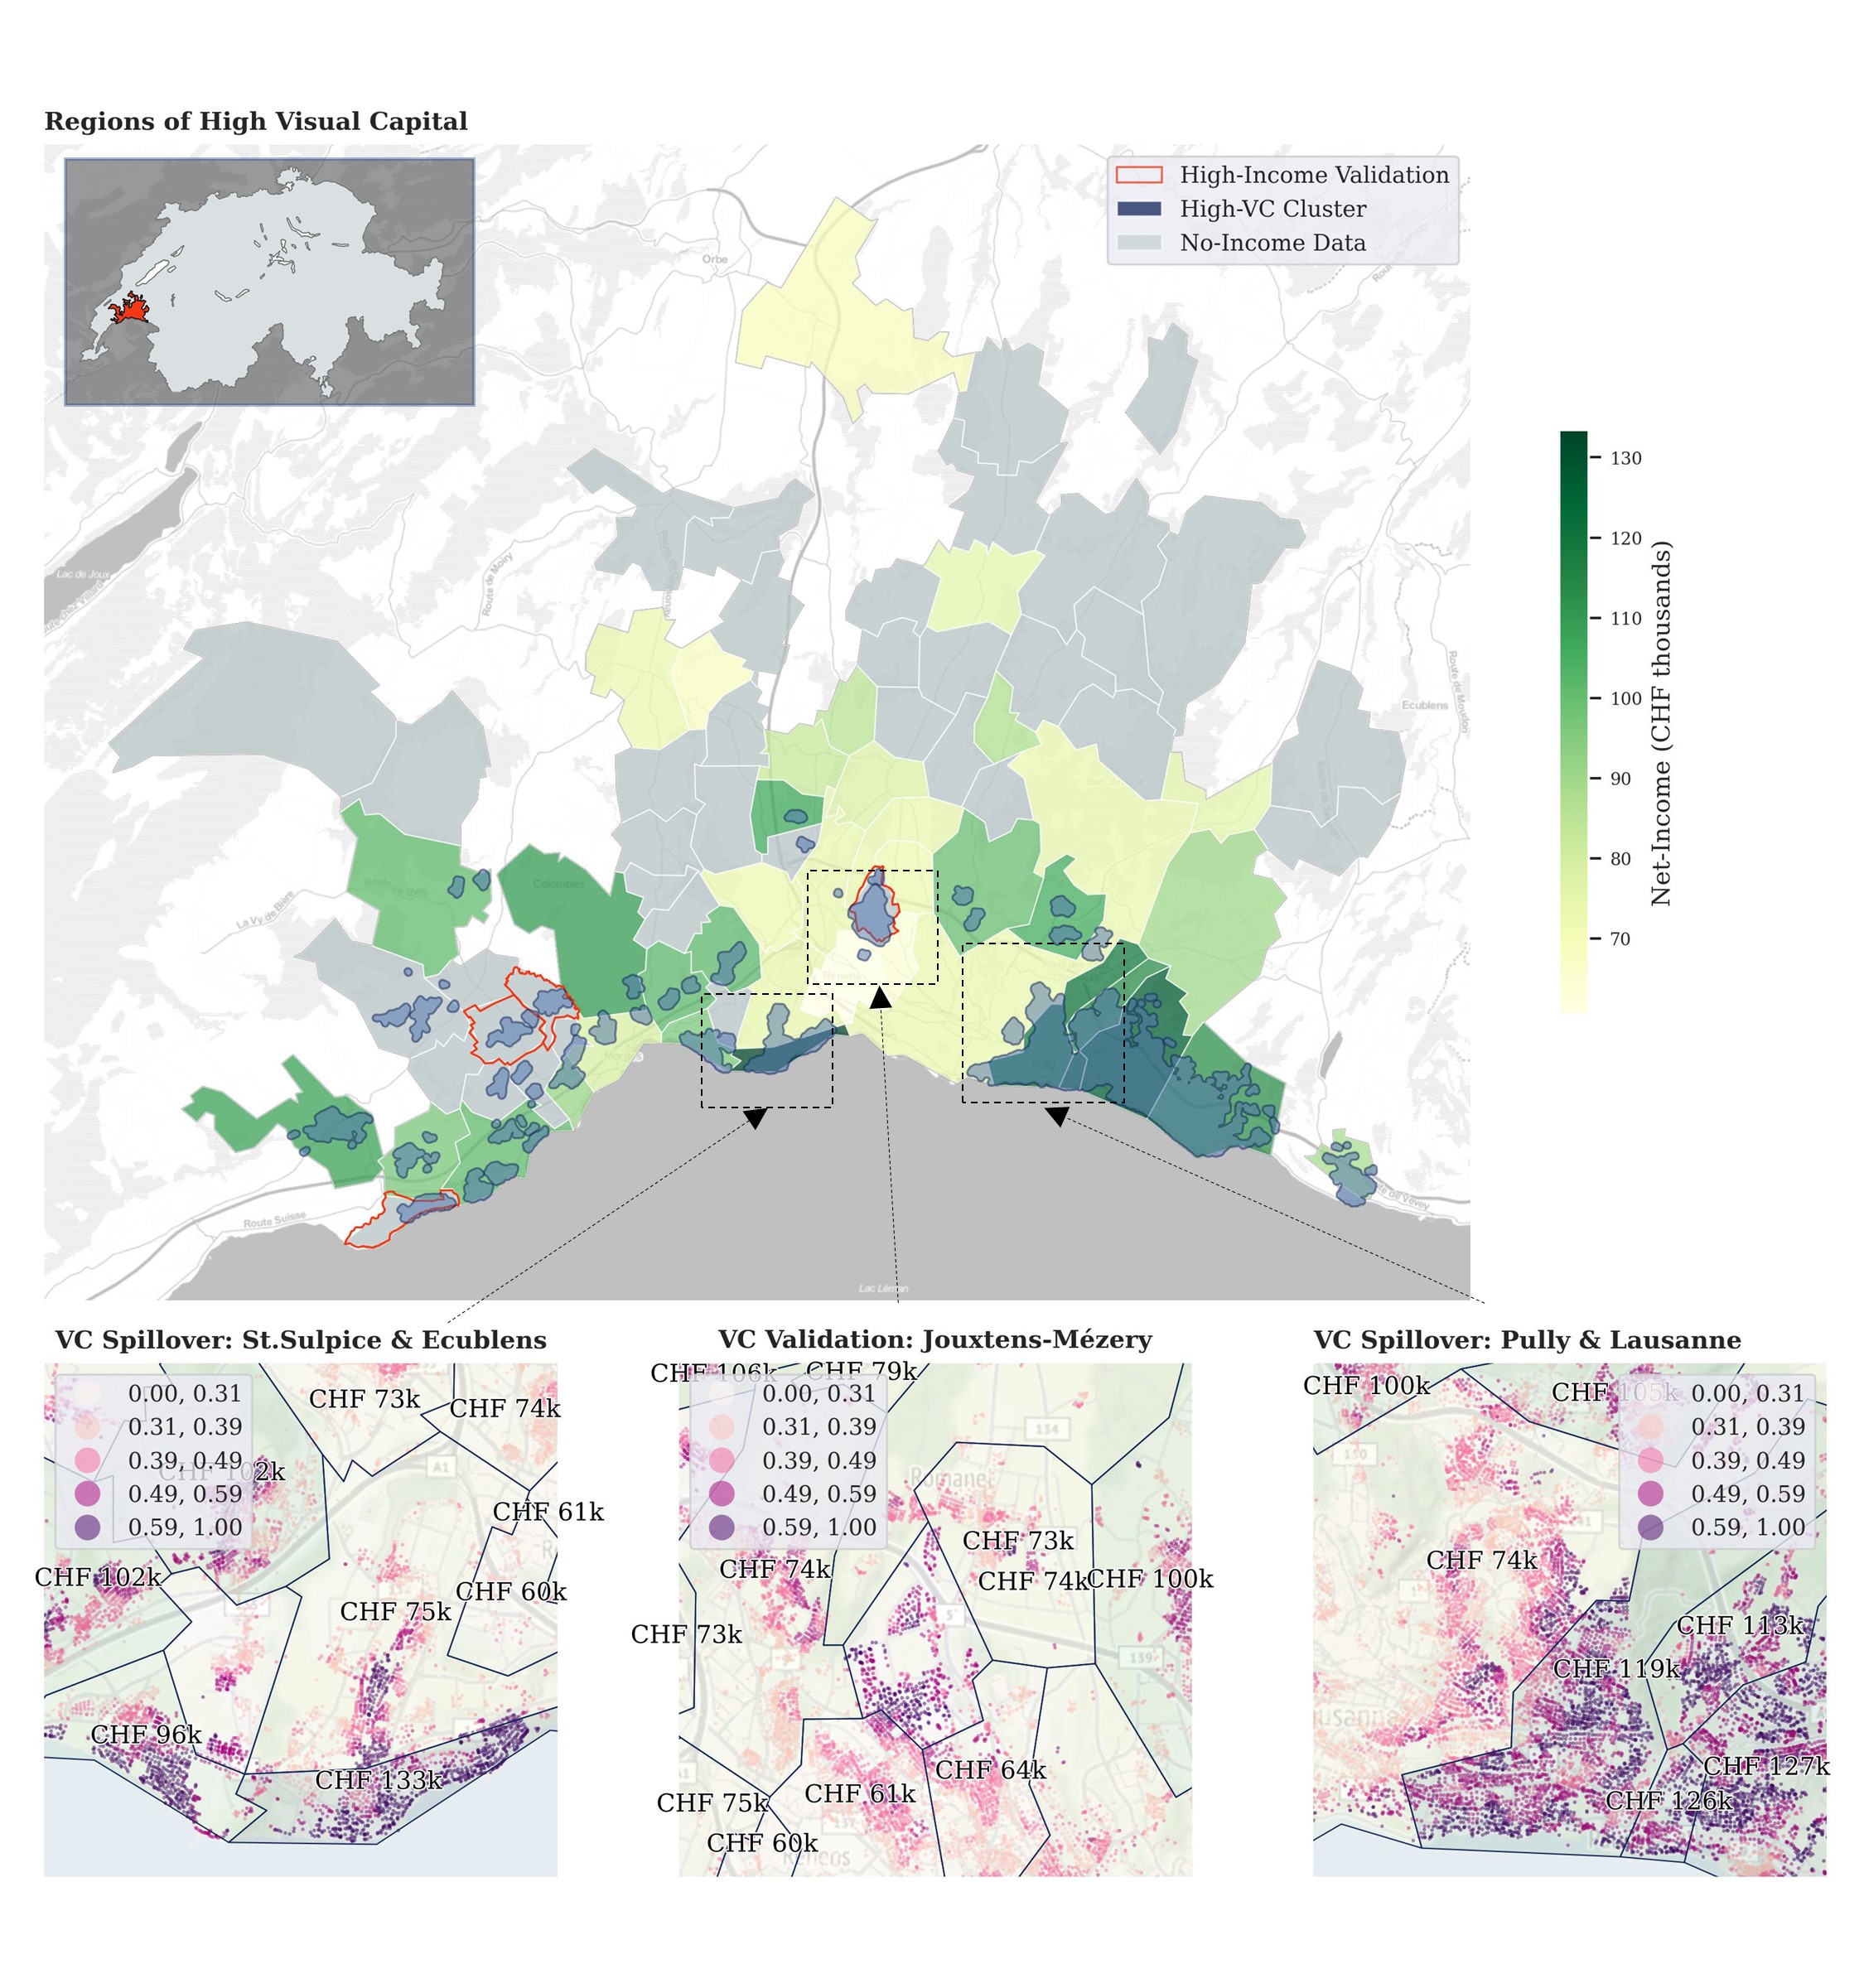 Regions of High Visual Capital
High-Income Validation
High-VC Cluster
No-Income Data
Orbe
Lac de Joux
Route de Moiry
Ecublens
Route de Moudon
La Vy de Bière
Colombier
Morges
Route Suisse
Lac Léman
130
120
110
100
90
80
70
Net-Income (CHF thousands)
VC Spillover: St.Sulpice & Ecublens
0.00, 0.31
0.31, 0.39
0.39, 0.49
0.49, 0.59
0.59, 1.00
CHF 73k
CHF 74k
CHF 102k
A1
CHF 61k
CHF 102k
CHF 60k
CHF 75k
CHF 96k
CHF 133k
VC Validation: Jouxtens-Mézery
CHF 106k
CHF 79k
0.00, 0.31
0.31, 0.39
0.39, 0.49
0.49, 0.59
0.59, 1.00
134
Romanel
CHF 73k
CHF 74k
CHF 74k
CHF 100k
CHF 73k
5
139
CHF 64k
CHF 61k
CHF 75k
CHF 60k
Renens
VC Spillover: Pully & Lausanne
CHF 100k
CHF 105k
0.00, 0.31
0.31, 0.39
0.39, 0.49
0.49, 0.59
0.59, 1.00
CHF 74k
CHF 113k
CHF 119k
CHF 127k
CHF 126k